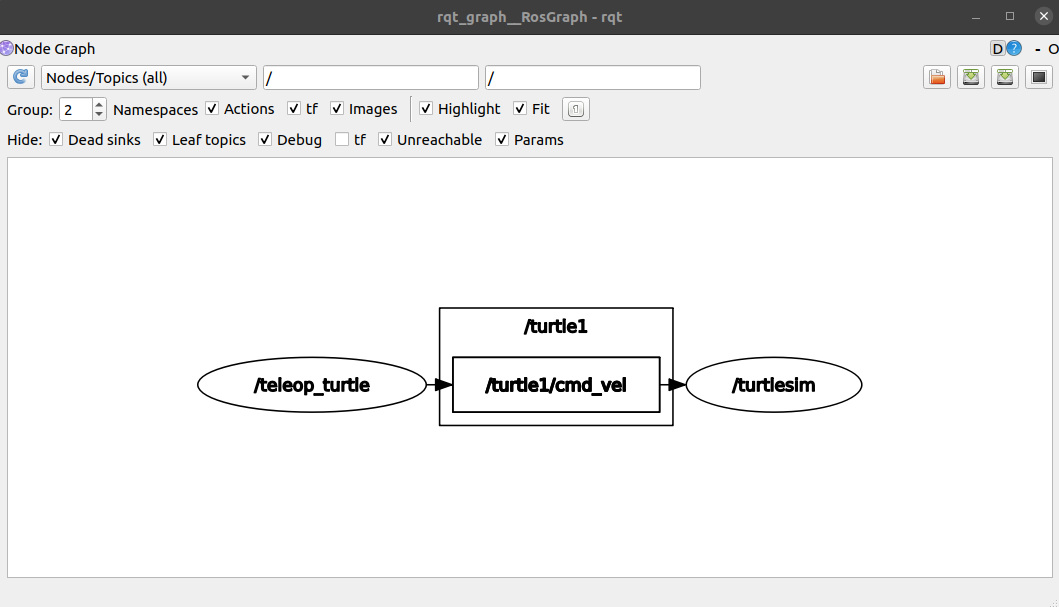 rqt_graph__RosGraph - rqt
Node Graph D ? - O
Nodes/Topics (all) / /
Group: 2 Namespaces Actions tf Images Highlight Fit
Hide: Dead sinks Leaf topics Debug tf Unreachable Params
/turtle1
/teleop_turtle /turtle1/cmd_vel /turtlesim